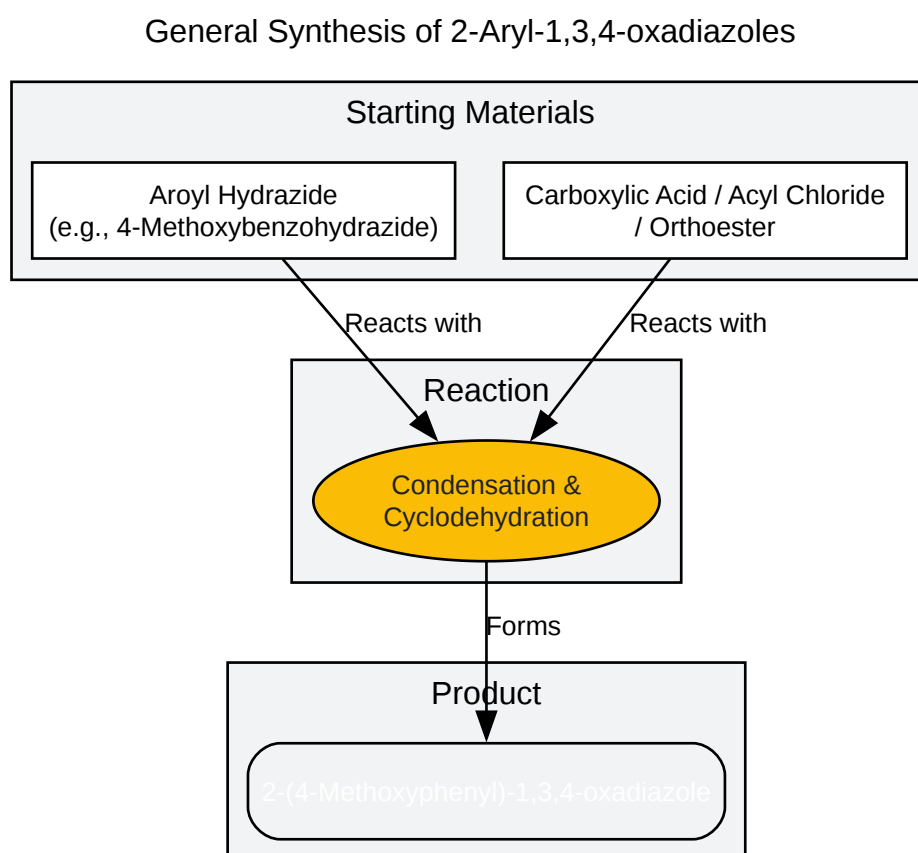 General Synthesis of 2-Aryl-1,3,4-oxadiazoles
Starting Materials
Aroyl Hydrazide
(e.g., 4-Methoxybenzohydrazide)
Carboxylic Acid / Acyl Chloride
/ Orthoester
Reacts with
Reacts with
Reaction
Condensation &
Cyclodehydration
Forms
Product
2-(4-Methoxyphenyl)-1,3,4-oxadiazole